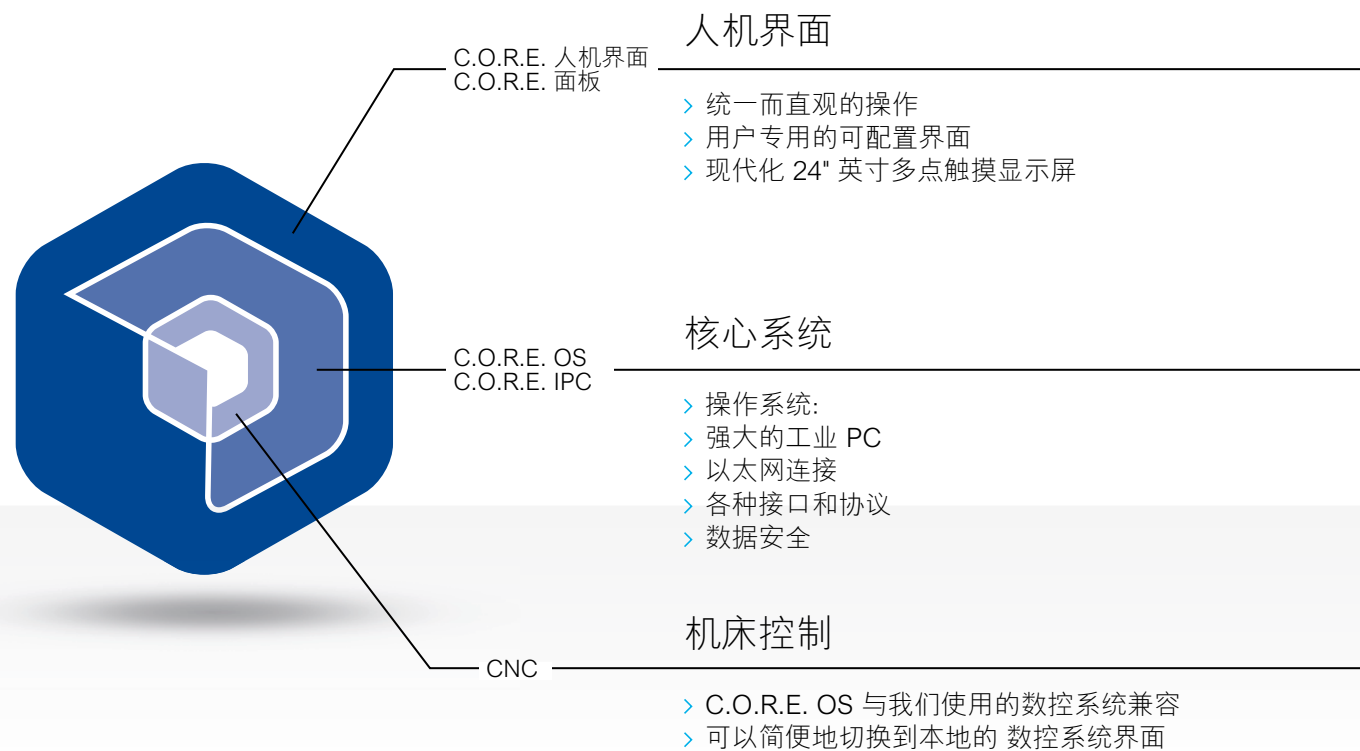 人机界面
C.O.R.E. 人机界面
C.O.R.E. 面板
> 统一而直观的操作
> 用户专用的可配置界面
> 现代化 24" 英寸多点触摸显示屏
核心系统
C.O.R.E. OS
C.O.R.E. IPC
> 操作系统:
> 强大的工业 PC
> 以太网连接
> 各种接口和协议
> 数据安全
机床控制
CNC
> C.O.R.E. OS 与我们使用的数控系统兼容
> 可以简便地切换到本地的 数控系统界面